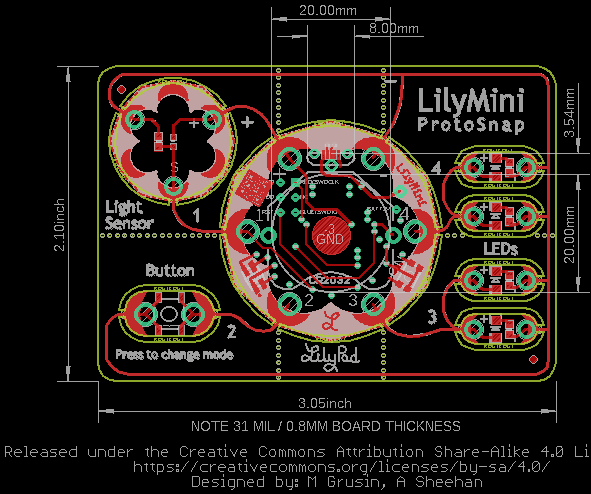 20.00mm
8.00mm
LilyMini
ProtoSnap
3.54mm
4
+
+
1
Light
Sensor
2.10inch
GND
LilyMini
20.00mm
LEDs
Button
CR2032
2
3
2
3
Press to change mode
LilyPad
3.05inch
NOTE 31 MIL / 0.8MM BOARD THICKNESS
Released under the Creative Commons Attribution Share-Alike 4.0 Li
https://creativecommons.org/licenses/by-sa/4.0/
Designed by: M Grusin, A Sheehan